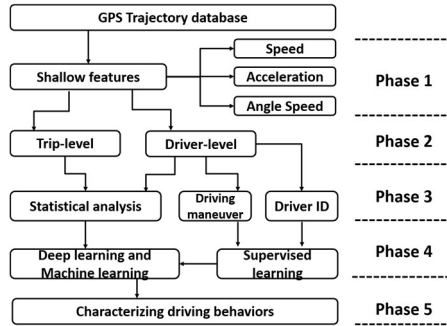 GPS Trajectory database
Speed
Shallow features
Acceleration
Phase 1
Angle Speed
Trip-level
Driver-level
Phase 2
Statistical analysis
Driving
maneuver
Driver ID
Phase 3
Deep learning and
Machine learning
Supervised
learning
Phase 4
Characterizing driving behaviors
Phase 5